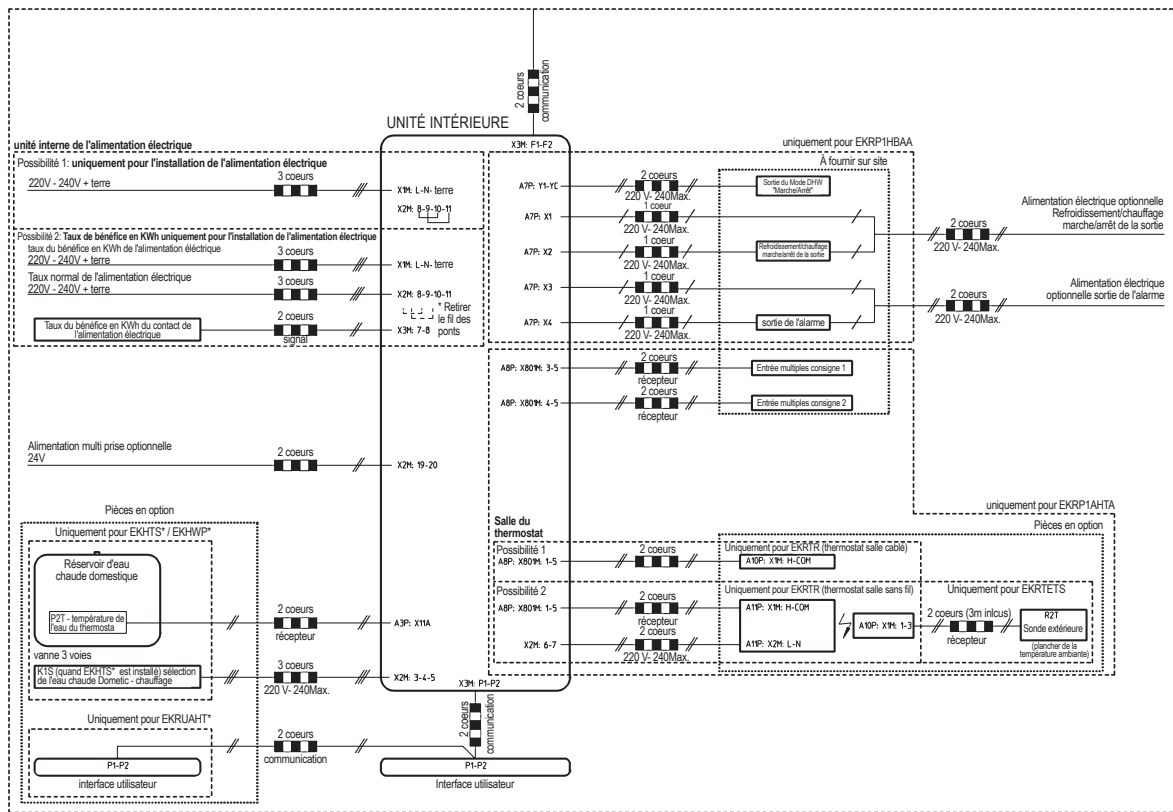 2 coeurs
communication
UNITÉ INTÉRIEURE
X3M: F1-F2
unité interne de l'alimentation électrique
Possibilité 1: uniquement pour l'installation de l'alimentation électrique
220V - 240V + terre
3 coeurs
X1M: L-N- terre
X2M: 8-9-10-11
Possibilité 2: Taux de bénéfice en KWh uniquement pour l'installation de l'alimentation électrique
taux du bénéfice en KWh de l'alimentation électrique
220V - 240V + terre
3 coeurs
X1M: L-N- terre
Taux normal de l'alimentation électrique
220V - 240V + terre
3 coeurs
X2M: 8-9-10-11
* Retirer
le fil des
ponts
Taux du bénéfice en KWh du contact de
l'alimentation électrique
2 coeurs
signal
X3M: 7-8
Alimentation multi prise optionnelle
24V
2 coeurs
X2M: 19-20
Pièces en option
Uniquement pour EKHTS* / EKHWP*
Réservoir d'eau
chaude domestique
P2T - température de
l'eau du thermosta
2 coeurs
récepteur
A3P: X11A
vanne 3 voies
K1S (quand EKHTS* est installé) sélection
de l'eau chaude Dometic - chauffage
3 coeurs
220 V- 240Max.
X2M: 3-4-5
Uniquement pour EKRUAHT*
P1-P2
interface utilisateur
2 coeurs
communication
X3M: P1-P2
2 coeurs
communication
P1-P2
Interface utilisateur
uniquement pour EKRP1HBAA
À fournir sur site
A7P: Y1-YC
2 coeurs
220 V- 240Max.
Sortie du Mode DHW
"Marche/Arrêt"
A7P: X1
1 coeur
220 V- 240Max.
A7P: X2
1 coeur
220 V- 240Max.
Refroidissement/chauffage
marche/arrêt de la sortie
Alimentation électrique optionnelle
Refroidissement/chauffage
marche/arrêt de la sortie
2 coeurs
220 V- 240Max.
A7P: X3
1 coeur
220 V- 240Max.
A7P: X4
1 coeur
220 V- 240Max.
sortie de l'alarme
Alimentation électrique
optionnelle sortie de l'alarme
2 coeurs
220 V- 240Max.
A8P: X801M: 3-5
2 coeurs
récepteur
Entrée multiples consigne 1
A8P: X801M: 4-5
2 coeurs
récepteur
Entrée multiples consigne 2
uniquement pour EKRP1AHTA
Pièces en option
Salle du
thermostat
Possibilité 1
A8P: X801M: 1-5
2 coeurs
Uniquement pour EKRTR (thermostat salle cablé)
A10P: X1M: H-COM
Possibilité 2
A8P: X801M: 1-5
2 coeurs
récepteur
Uniquement pour EKRTR (thermostat salle sans fil)
A11P: X1M: H-COM
X2M: 6-7
2 coeurs
220 V- 240Max.
A11P: X2M: L-N
A10P: X1M: 1-3
Uniquement pour EKRTETS
2 coeurs (3m inlcus)
récepteur
R2T
Sonde extérieure
(plancher de la
température ambiante)